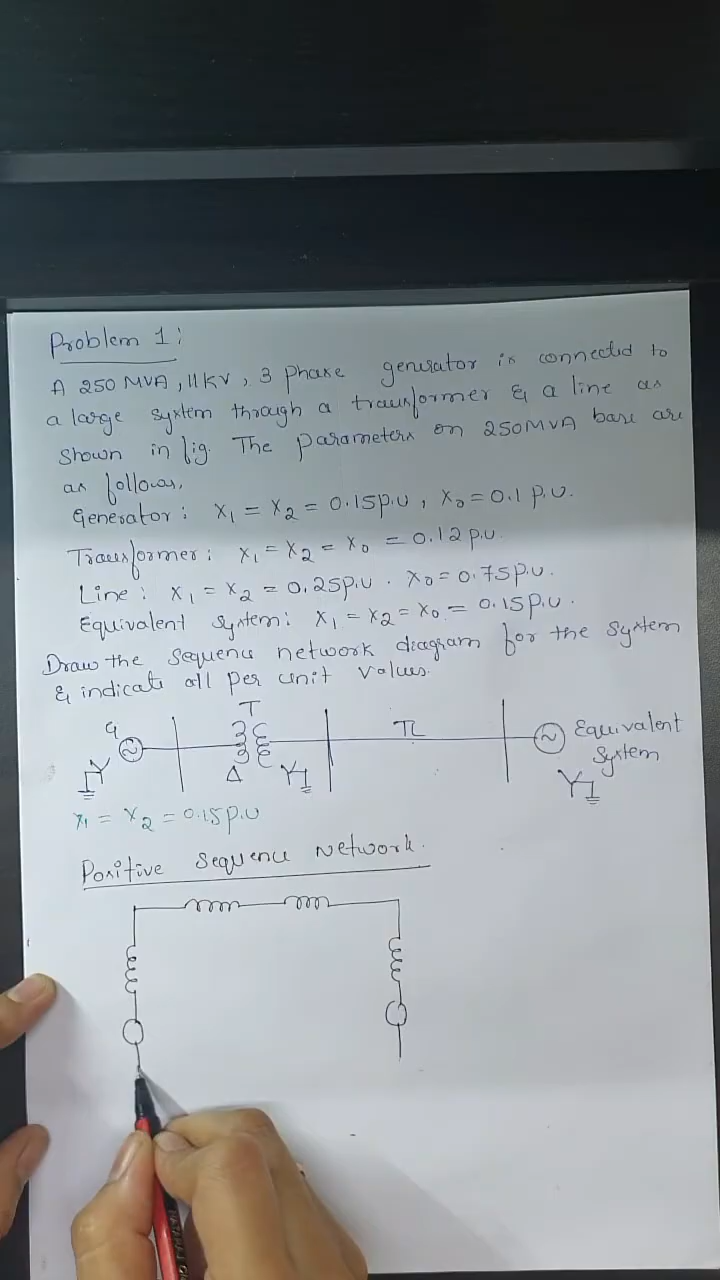 Problem 1:
A 250 MVA, 11KV, 3 Phase generator is connected to
a large system through a transformer & a line as
shown in fig. The parameters on 250MVA base are
as follows,
Generator: X1 = X2 = 0.15P.U, X0 = 0.1 P.U.
Transformer: X1 = X2 = X0 = 0.12 P.U.
Line: X1 = X2 = 0.25P.U. X0 = 0.75P.U.
Equivalent System: X1 = X2 = X0 = 0.15P.U.
Draw the sequence network diagram for the system
& indicate all per unit values.
G T TL Equivalent
System
Δ Y Y Y
X1 = X2 = 0.15P.U
Positive Sequence Network.